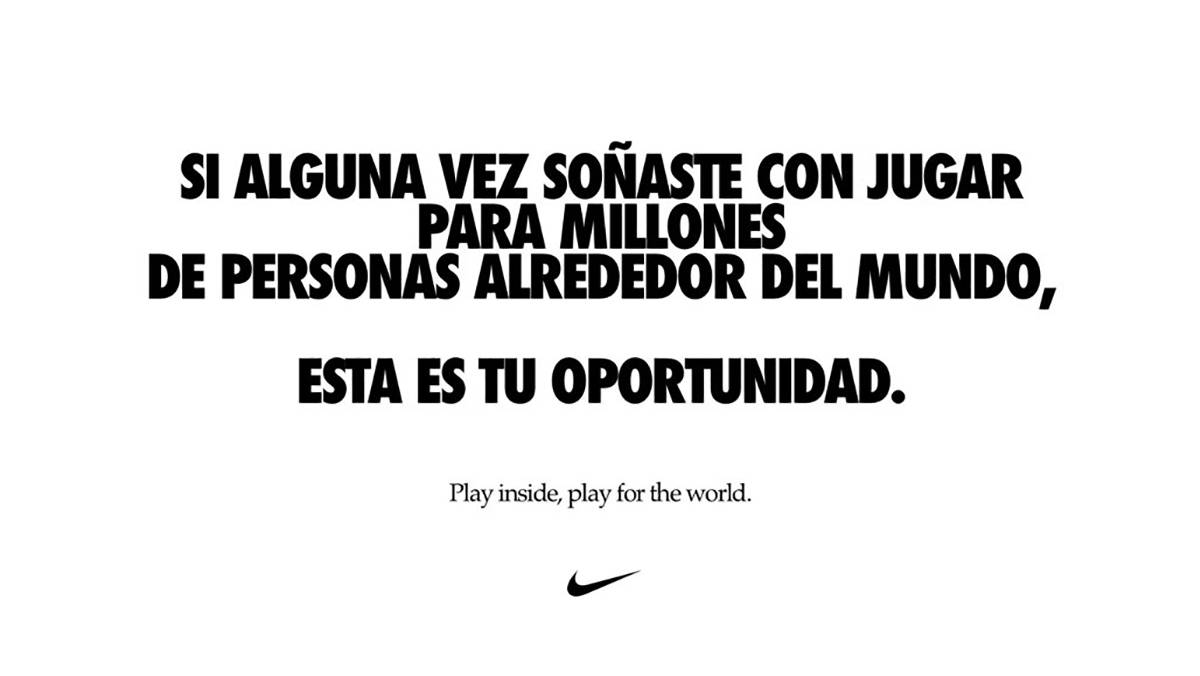 SI ALGUNA VEZ SOÑASTE CON JUGAR
PARA MILLONES
DE PERSONAS ALREDEDOR DEL MUNDO,
ESTA ES TU OPORTUNIDAD.
Play inside, play for the world.